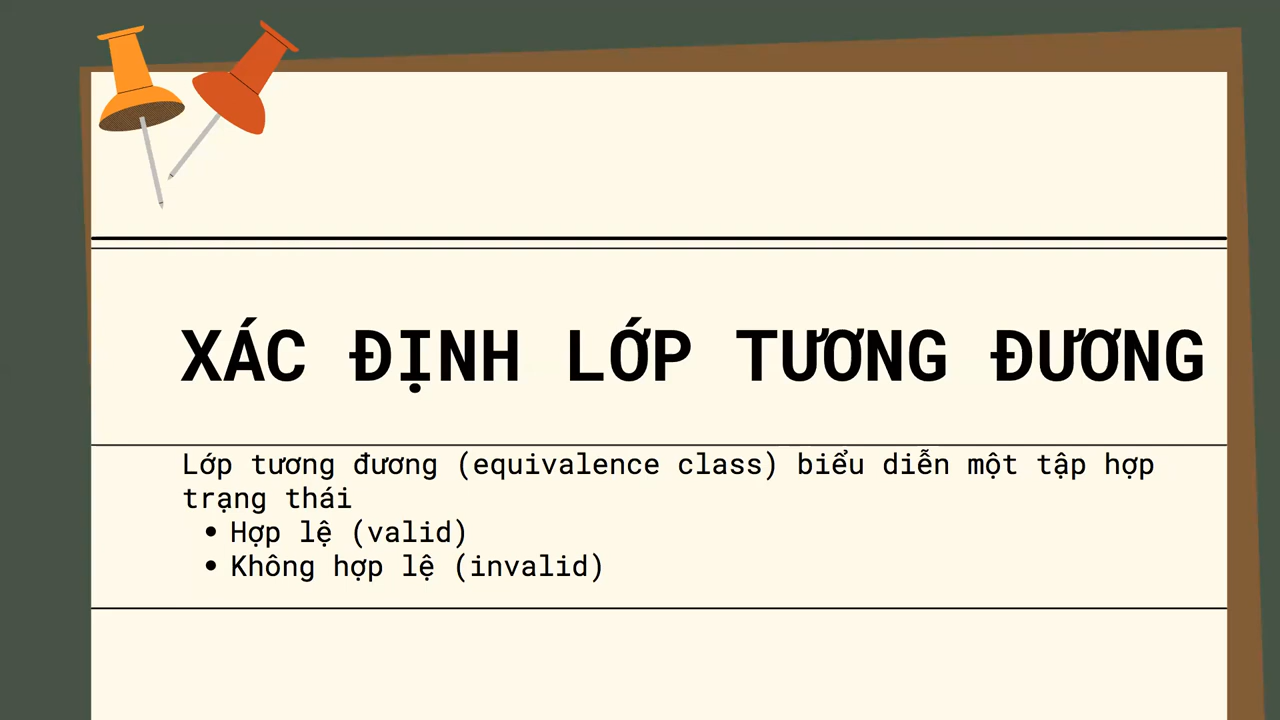 XÁC ĐỊNH LỚP TƯƠNG ĐƯƠNG
Lớp tương đương (equivalence class) biểu diễn một tập hợp
trạng thái
• Hợp lệ (valid)
• Không hợp lệ (invalid)